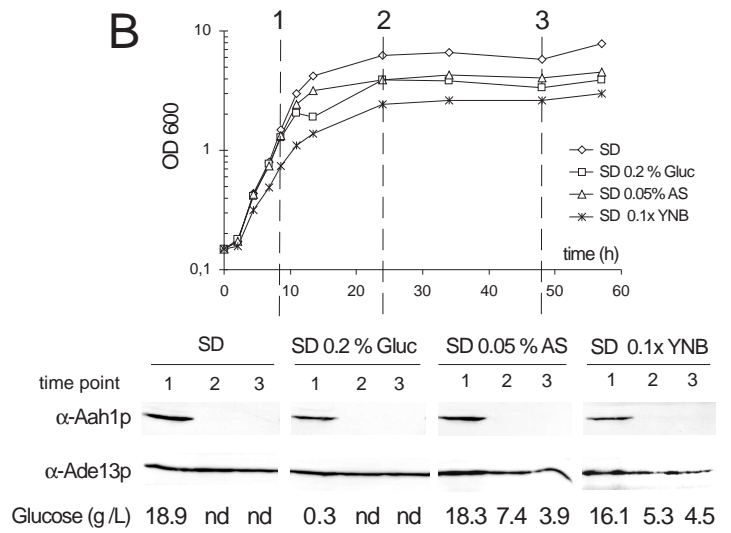 B
1 2 3
10
1
0,1
OD 600
SD
SD 0.2 % Gluc
SD 0.05% AS
SD 0.1x YNB
time (h)
0 10 20 30 40 50 60
SD SD 0.2 % Gluc SD 0.05 % AS SD 0.1x YNB
time point 1 2 3 1 2 3 1 2 3 1 2 3
α-Aah1p
α-Ade13p
Glucose (g /L) 18.9 nd nd 0.3 nd nd 18.3 7.4 3.9 16.1 5.3 4.5